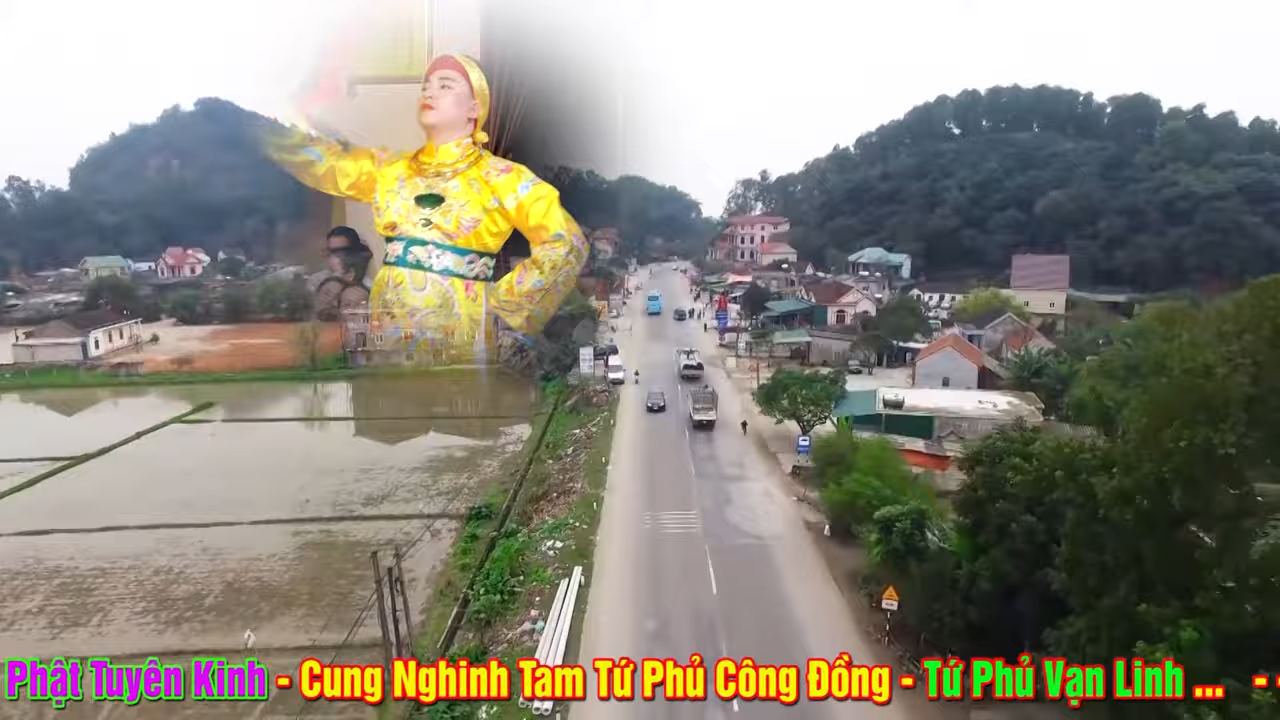 Phật Tuyên Kinh - Cung Nghinh Tam Tứ Phủ Công Đồng - Tứ Phủ Vạn Linh ... - -